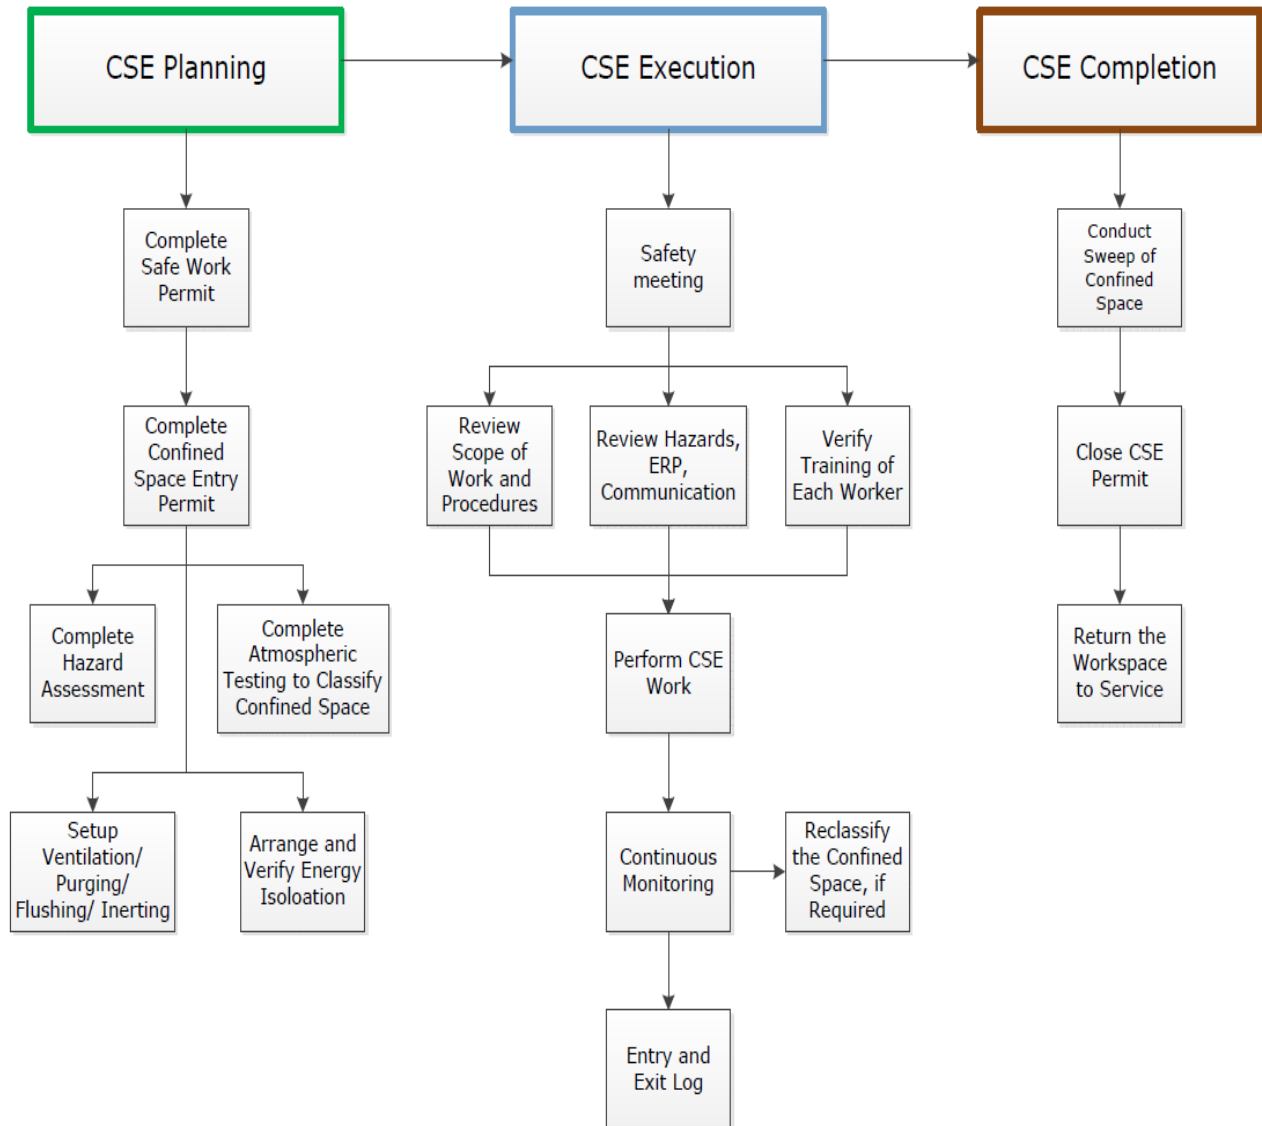 CSE Planning
CSE Execution
CSE Completion
Complete
Safe Work
Permit
Safety
meeting
Conduct
Sweep of
Confined
Space
Complete
Confined
Space Entry
Permit
Review
Scope of
Work and
Procedures
Review Hazards,
ERP,
Communication
Verify
Training of
Each Worker
Close CSE
Permit
Complete
Hazard
Assessment
Complete
Atmospheric
Testing to Classify
Confined Space
Perform CSE
Work
Return the
Workspace
to Service
Setup
Ventilation/
Purging/
Flushing/ Inerting
Arrange and
Verify Energy
Isoloation
Continuous
Monitoring
Reclassify
the Confined
Space, if
Required
Entry and
Exit Log